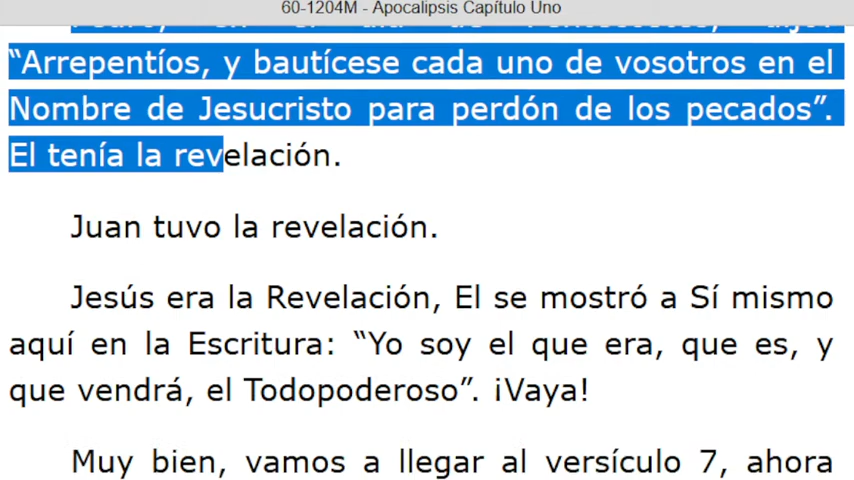 60-1204M - Apocalipsis Capítulo Uno
“Arrepentíos, y bautícese cada uno de vosotros en el
Nombre de Jesucristo para perdón de los pecados”.
El tenía la revelación.
Juan tuvo la revelación.
Jesús era la Revelación, El se mostró a Sí mismo
aquí en la Escritura: “Yo soy el que era, que es, y
que vendrá, el Todopoderoso”. ¡Vaya!
Muy bien, vamos a llegar al versículo 7, ahora